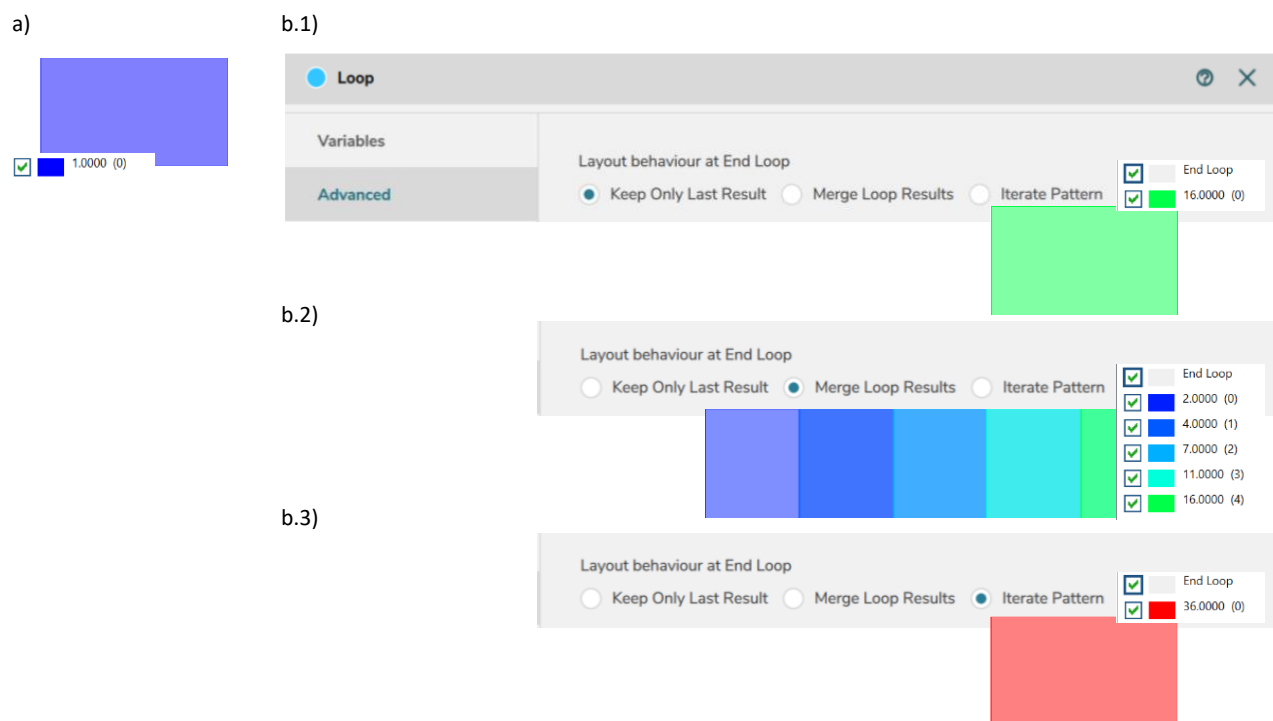 a)
b.1)
1.0000 (0)
Loop
Variables
Advanced
Layout behaviour at End Loop
Keep Only Last Result Merge Loop Results Iterate Pattern
End Loop
16.0000 (0)
b.2)
Layout behaviour at End Loop
Keep Only Last Result Merge Loop Results Iterate Pattern
End Loop
2.0000 (0)
4.0000 (1)
7.0000 (2)
11.0000 (3)
16.0000 (4)
b.3)
Layout behaviour at End Loop
Keep Only Last Result Merge Loop Results Iterate Pattern
End Loop
36.0000 (0)